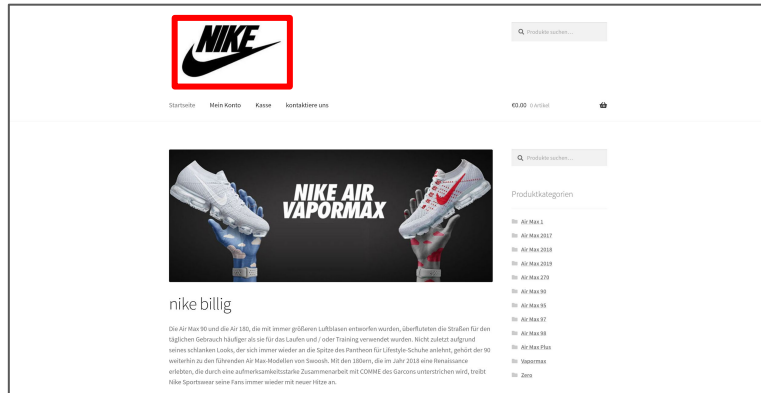 NIKE
Produkte suchen...
Startseite Mein Konto Kasse kontaktiere uns
€0.00 0 Artikel
NIKE AIR
VAPORMAX
nike billig
Die Air Max 90 und die Air 180, die mit immer größeren Luftblasen entworfen wurden, überfluteten die Straßen für den
täglichen Gebrauch häufiger als sie für das Laufen und / oder Training verwendet wurden. Nicht zuletzt aufgrund
seines schlanken Looks, der sich immer wieder an die Spitze des Pantheon für Lifestyle-Schuhe anlehnt, gehört der 90
weiterhin zu den führenden Air Max-Modellen von Swoosh. Mit den 180ern, die im Jahr 2018 eine Renaissance
erlebten, die durch eine aufmerksamkeitsstarke Zusammenarbeit mit COMME des Garcons unterstrichen wird, treibt
Nike Sportswear seine Fans immer wieder mit neuer Hitze an.
Produkte suchen...
Produktkategorien
Air Max 1
Air Max 2017
Air Max 2018
Air Max 2019
Air Max 270
Air Max 90
Air Max 95
Air Max 97
Air Max 98
Air Max Plus
Vapormax
Zero